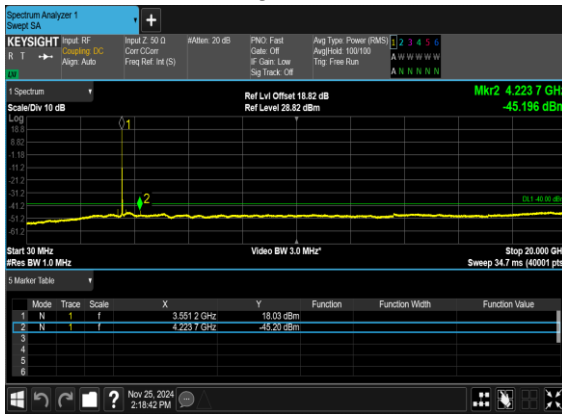 Spectrum Analyzer 1
Swept SA
KEYSIGHT Input: RF Input Z: 50 Ω #Atten: 20 dB PNO: Fast Avg Type: Power (RMS) 1 2 3 4 5 6
R T Coupling: DC Corr CCorr Gate: Off Avg|Hold: 100/100 A W W W W W
Align: Auto Freq Ref: Int (S) IF Gain: Low Trig: Free Run
Sig Track: Off A N N N N N
1 Spectrum Ref Lvl Offset 18.82 dB Mkr2 4.223 7 GHz
Scale/Div 10 dB Ref Level 28.82 dBm -45.196 dBm
Log
18.8 1
8.82
-1.18
-11.2
-21.2
-31.2 DL1 -40.00 dBm
-41.2 2
-51.2
-61.2
Start 30 MHz Video BW 3.0 MHz* Stop 20.000 GHz
#Res BW 1.0 MHz Sweep 34.7 ms (40001 pts)
5 Marker Table
Mode Trace Scale X Y Function Function Width Function Value
1 N 1 f 3.551 2 GHz 18.03 dBm
2 N 1 f 4.223 7 GHz -45.20 dBm
3
4
5
6
? Nov 25, 2024
2:18:42 PM